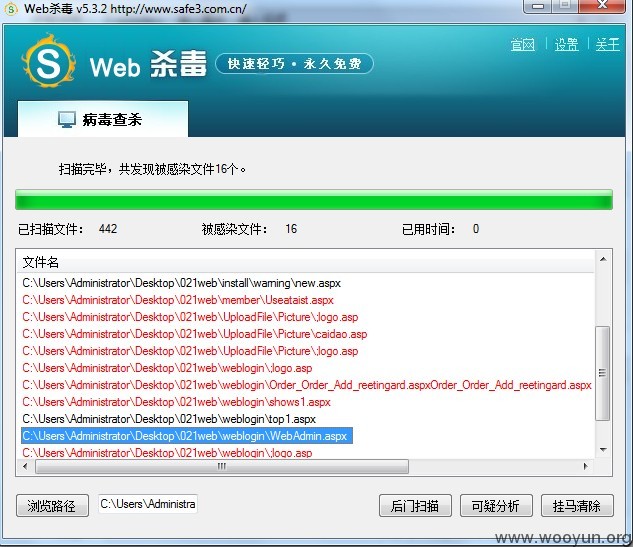 Web杀毒 v5.3.2 http://www.safe3.com.cn/
官网 设置 关于
S Web 杀毒 快速轻巧 · 永久免费
病毒查杀
扫描完毕，共发现被感染文件16个。
已扫描文件： 442 被感染文件： 16 已用时间： 0
文件名
C:\Users\Administrator\Desktop\021web\install\warning\new.aspx
C:\Users\Administrator\Desktop\021web\member\Useataist.aspx
C:\Users\Administrator\Desktop\021web\UploadFile\Picture\;logo.asp
C:\Users\Administrator\Desktop\021web\UploadFile\Picture\caidao.asp
C:\Users\Administrator\Desktop\021web\UploadFile\Picture\;logo.asp
C:\Users\Administrator\Desktop\021web\weblogin\;logo.asp
C:\Users\Administrator\Desktop\021web\weblogin\Order_Order_Add_reetingard.aspxOrder_Order_Add_reetingard.aspx
C:\Users\Administrator\Desktop\021web\weblogin\shows1.aspx
C:\Users\Administrator\Desktop\021web\weblogin\top1.aspx
C:\Users\Administrator\Desktop\021web\weblogin\WebAdmin.aspx
C:\Users\Administrator\Desktop\021web\weblogin\;logo.asp
浏览路径 C:\Users\Administra 后门扫描 可疑分析 挂马清除
www.wooyun.org